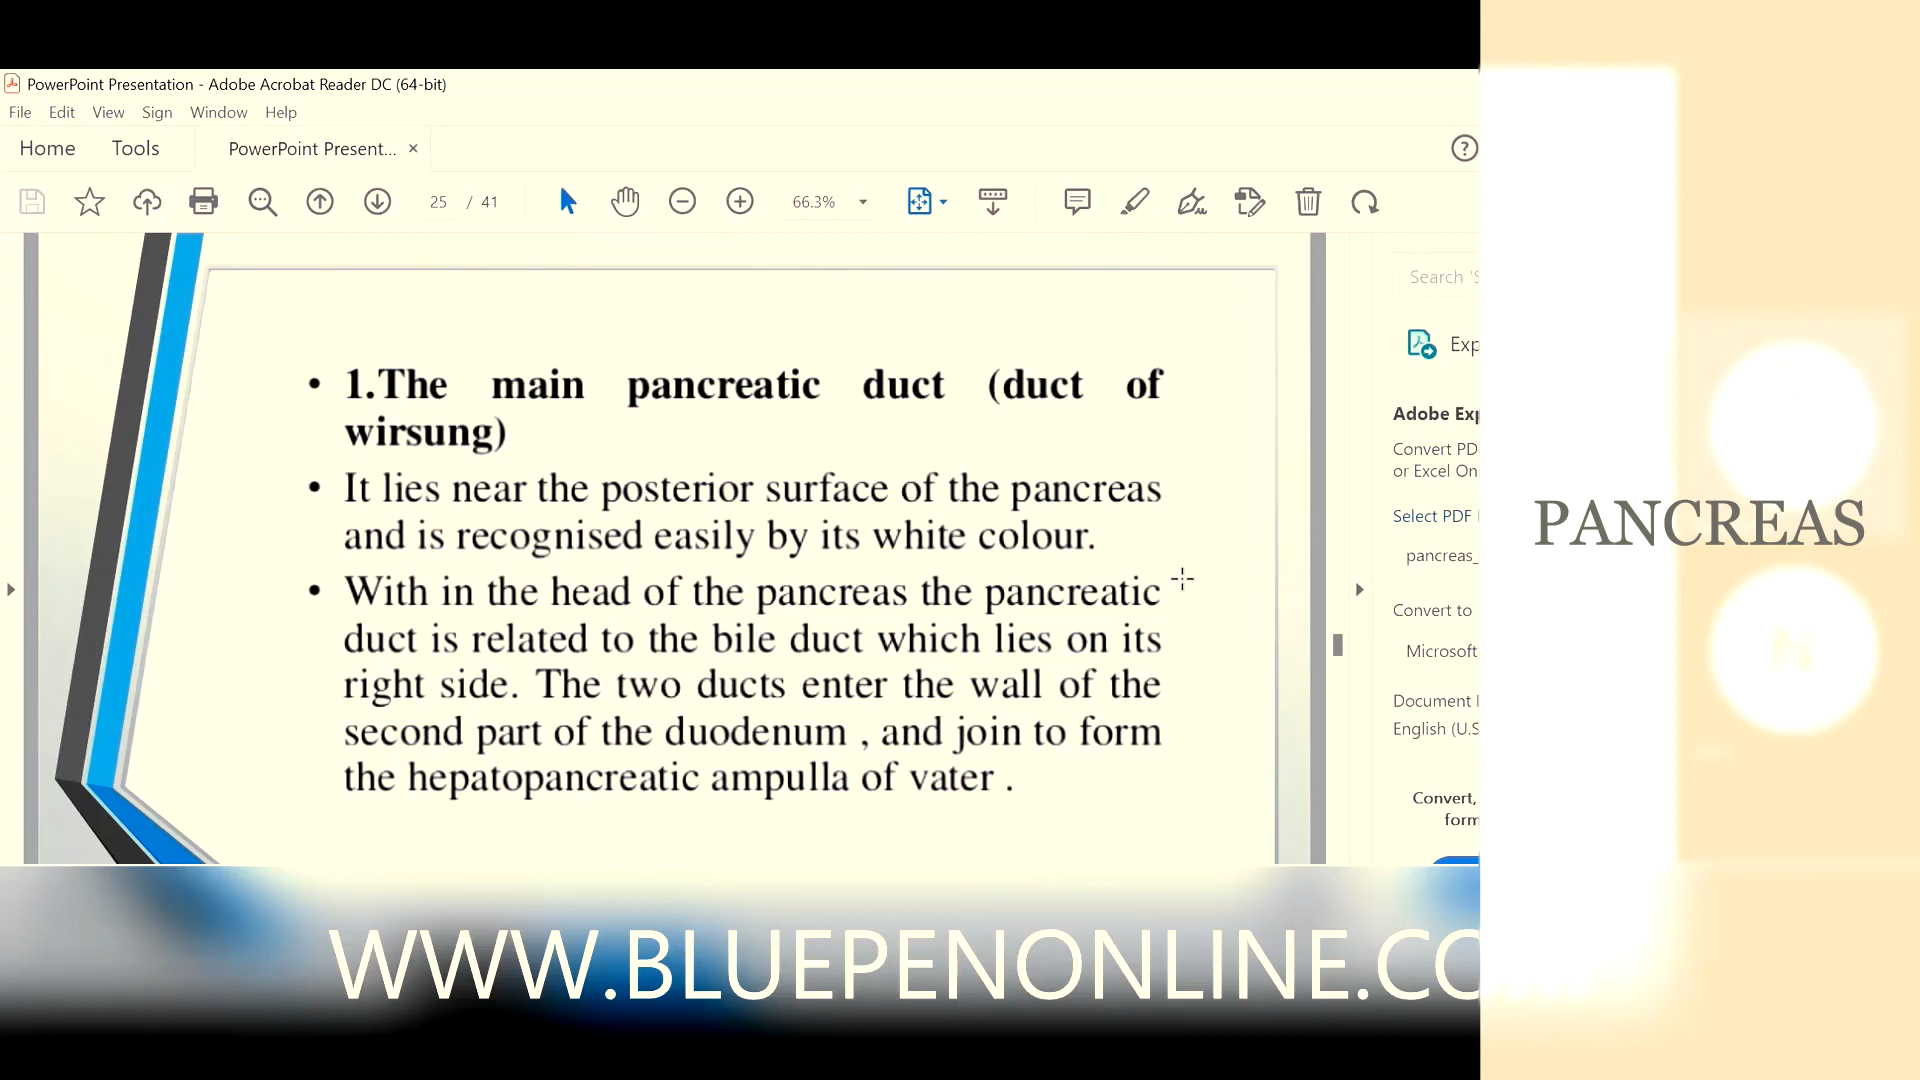 PowerPoint Presentation - Adobe Acrobat Reader DC (64-bit)
File Edit View Sign Window Help
Home Tools PowerPoint Present... ×
25 / 41 66.3%
Search 'S
Exp
Adobe Exp
Convert PD
or Excel On
Select PDF
pancreas_
Convert to
Microsoft
Document
English (U.S
Convert,
form
• 1.The main pancreatic duct (duct of
wirsung)
• It lies near the posterior surface of the pancreas
and is recognised easily by its white colour.
• With in the head of the pancreas the pancreatic
duct is related to the bile duct which lies on its
right side. The two ducts enter the wall of the
second part of the duodenum , and join to form
the hepatopancreatic ampulla of vater .
PANCREAS
N
WWW.BLUEPENONLINE.CO